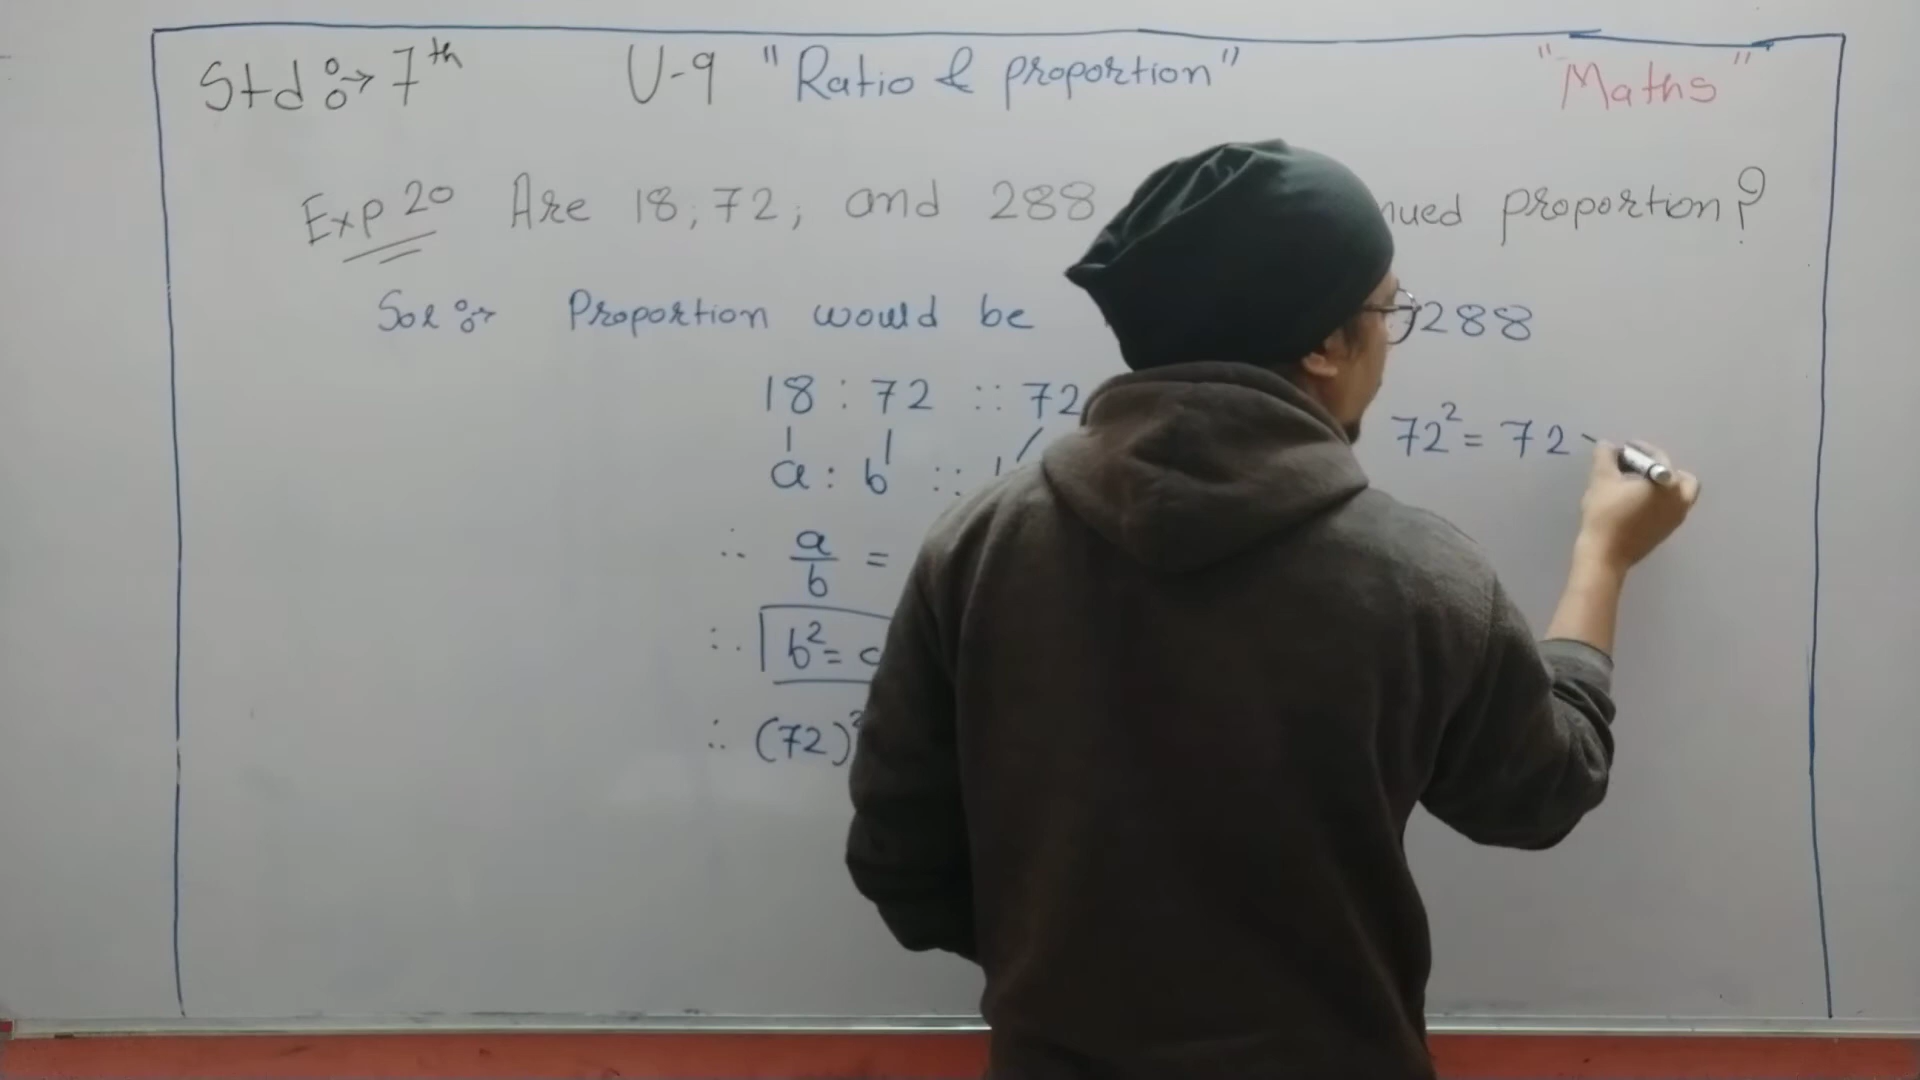 Std : → 7th U-9 "Ratio & proportion" "Maths"
Exp 20 Are 18, 72, and 288 nued proportion?
Sol : → Proportion would be 288
18 : 72 :: 72
72² = 72
a : b ::
∴ a/b =
∴ b² =
∴ (72)²